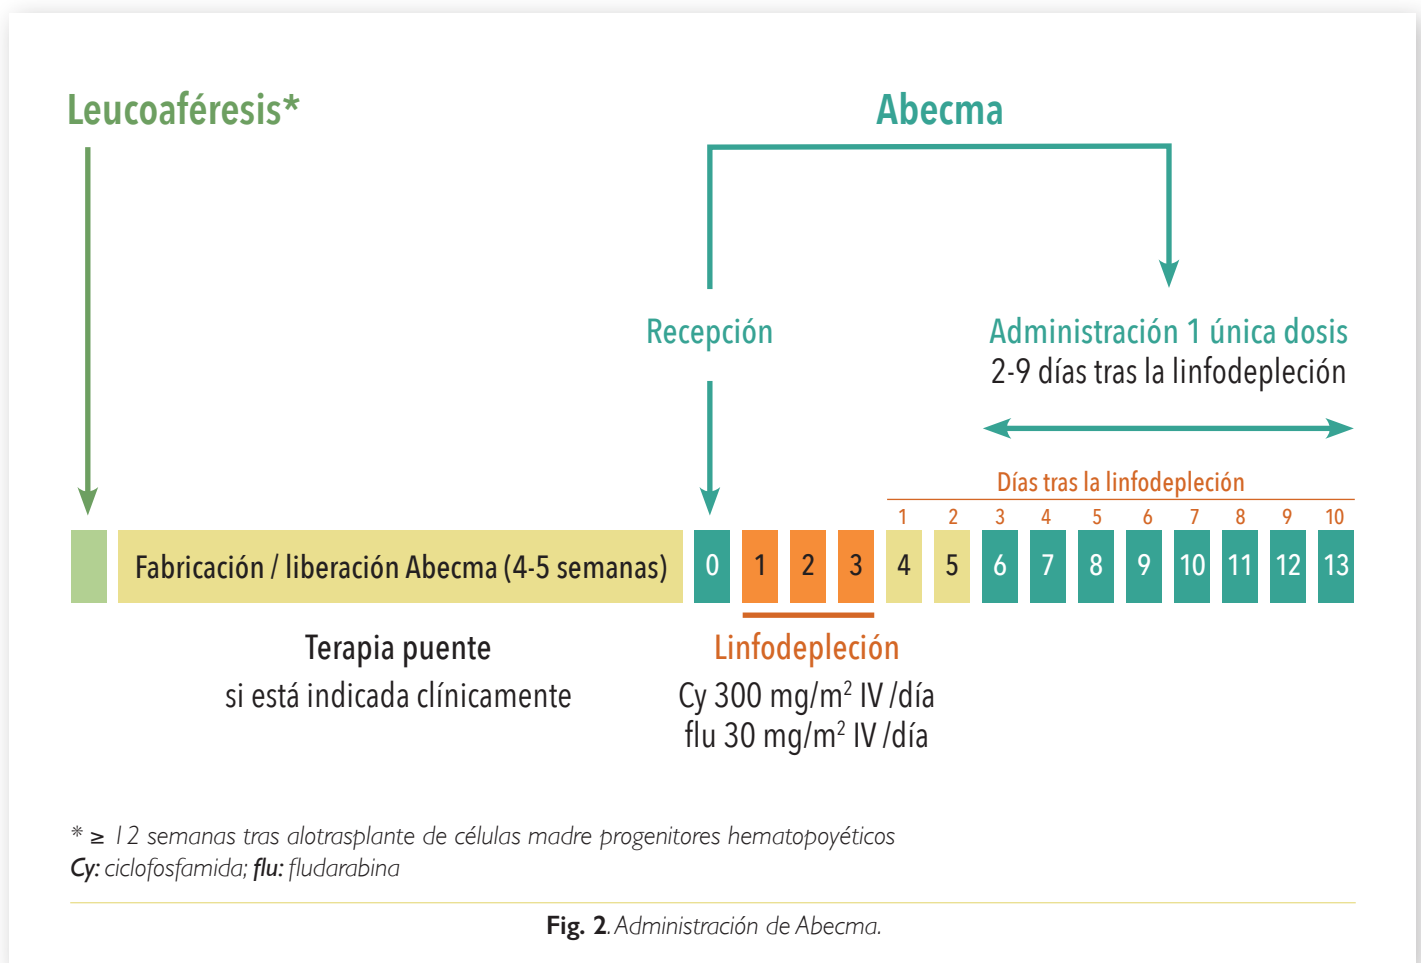 Leucoaféresis*
Abecma
Recepción
Administración 1 única dosis
2-9 días tras la linfodepleción
Días tras la linfodepleción
1 2 3 4 5 6 7 8 9 10
Fabricación / liberación Abecma (4-5 semanas) 0 1 2 3 4 5 6 7 8 9 10 11 12 13
Terapia puente
si está indicada clínicamente
Linfodepleción
Cy 300 mg/m² IV /día
flu 30 mg/m² IV /día
* ≥ 12 semanas tras alotrasplante de células madre progenitores hematopoyéticos
Cy: ciclofosfamida; flu: fludarabina
Fig. 2. Administración de Abecma.